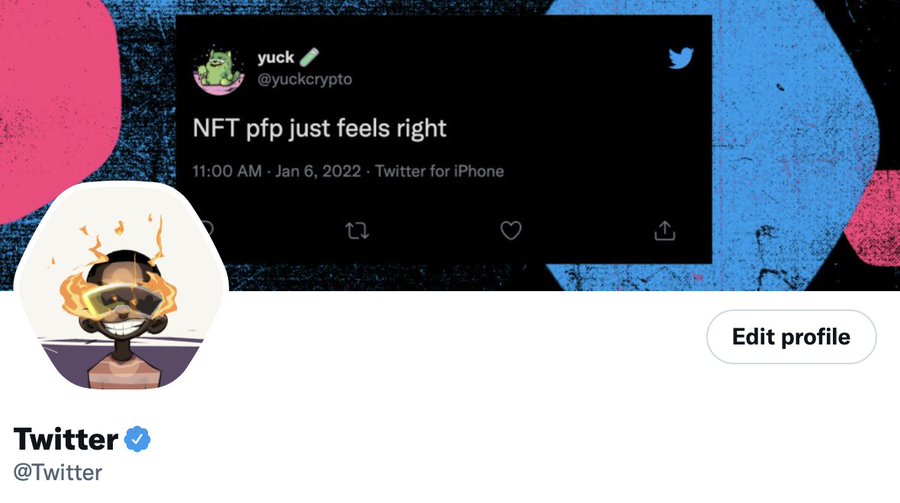 yuck
@yuckcrypto
NFT pfp just feels right
11:00 AM · Jan 6, 2022 · Twitter for iPhone
Edit profile
Twitter
@Twitter